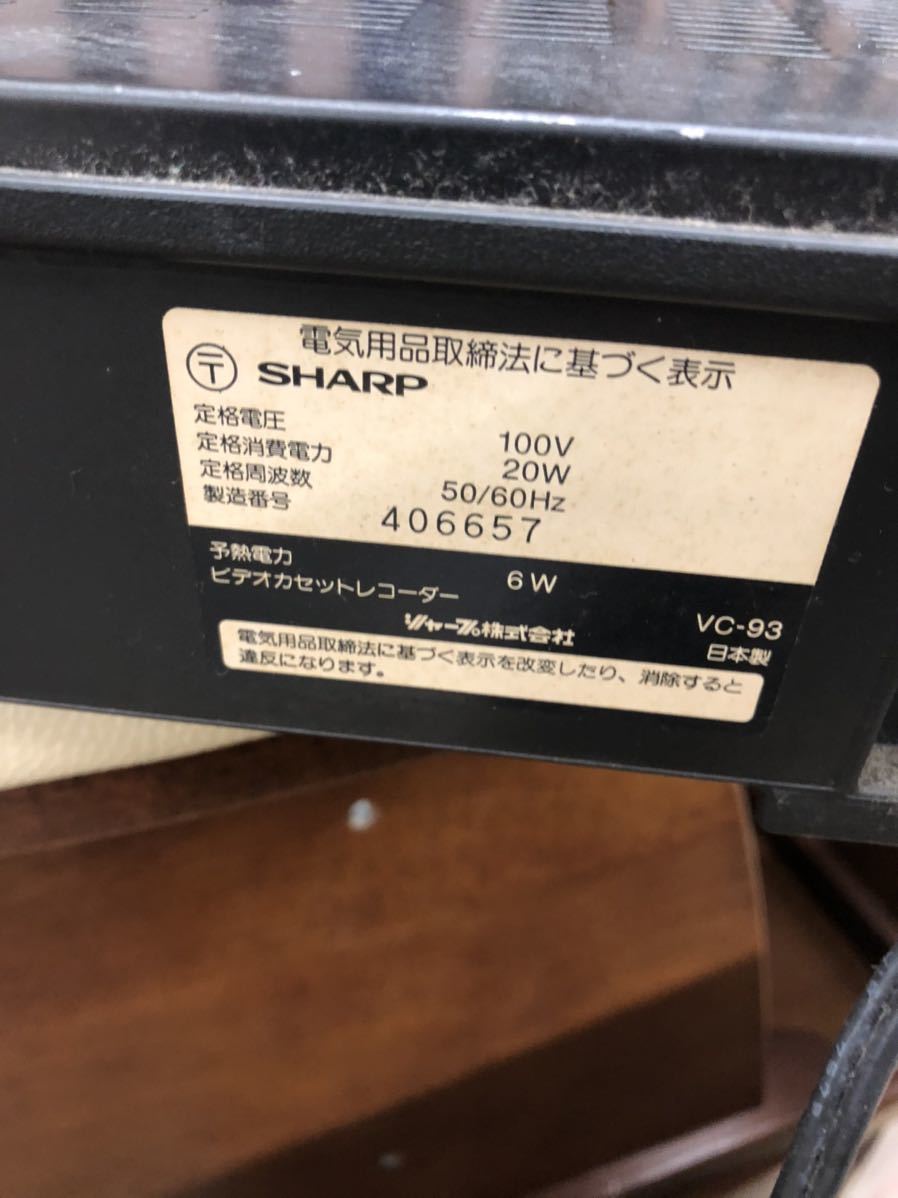 電気用品取締法に基づく表示
〒 SHARP
定格電圧 100V
定格消費電力 20W
定格周波数 50/60Hz
製造番号 406657
予熱電力 6W
ビデオカセットレコーダー VC-93
シャープ株式会社 日本製
電気用品取締法に基づく表示を改変したり、消除すると
違反になります。